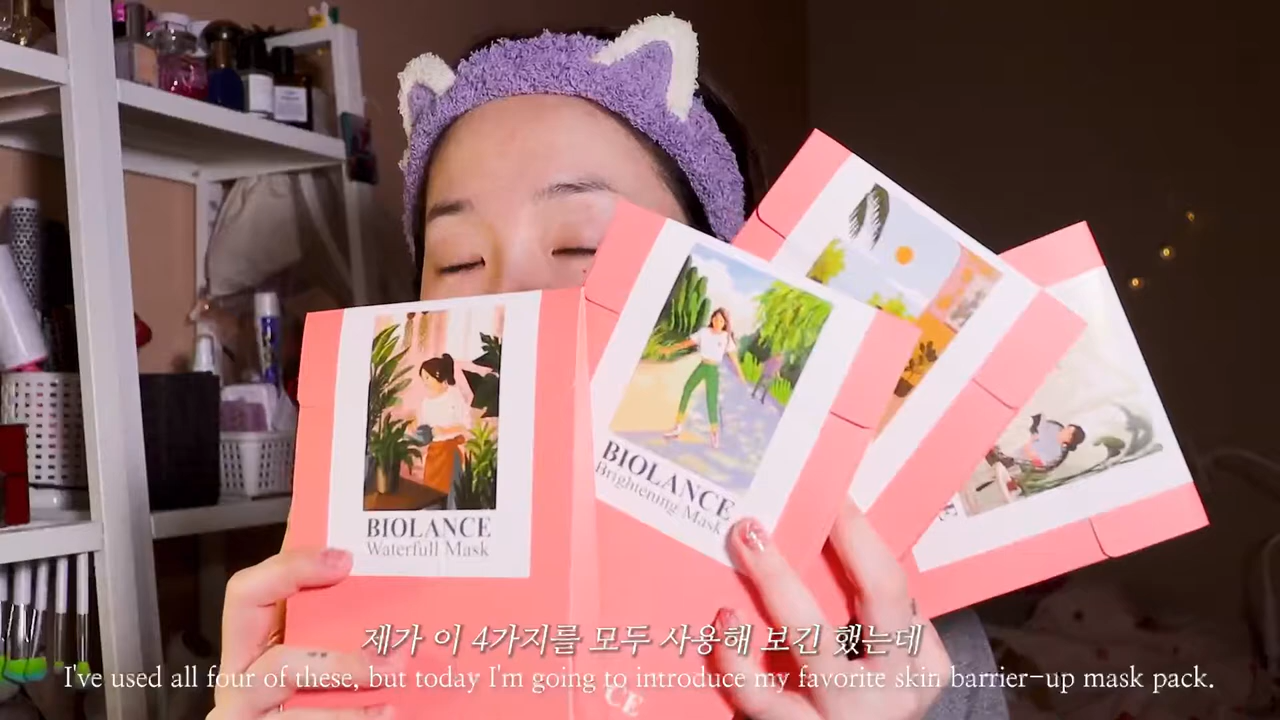 BIOLANCE
Waterfull Mask
BIOLANCE
Brightening Mask
CE
제가 이 4가지를 모두 사용해 보긴 했는데
I've used all four of these, but today I'm going to introduce my favorite skin barrier-up mask pack.